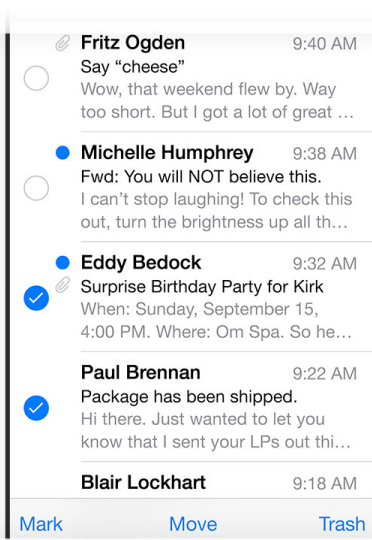 Fritz Ogden 9:40 AM
Say “cheese”
Wow, that weekend flew by. Way
too short. But I got a lot of great ...
Michelle Humphrey 9:38 AM
Fwd: You will NOT believe this.
I can’t stop laughing! To check this
out, turn the brightness up all th...
Eddy Bedock 9:32 AM
Surprise Birthday Party for Kirk
When: Sunday, September 15,
4:00 PM. Where: Om Spa. So he...
Paul Brennan 9:22 AM
Package has been shipped.
Hi there. Just wanted to let you
know that I sent your LPs out thi...
Blair Lockhart 9:18 AM
Mark Move Trash